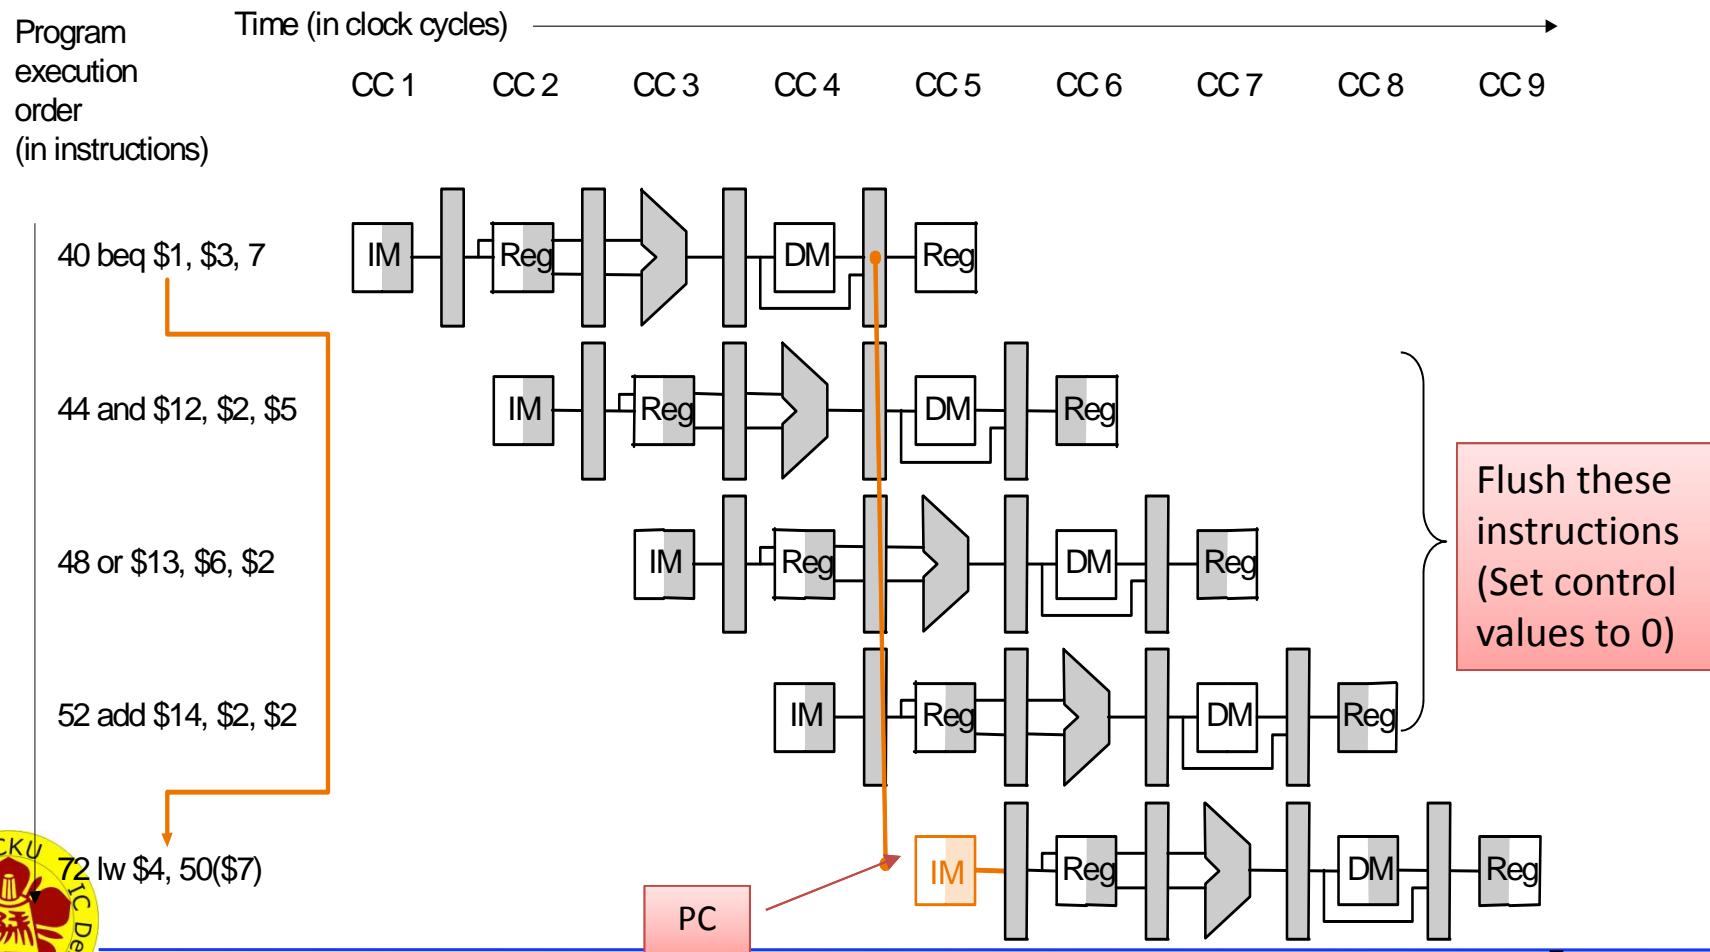 Program
execution
order
(in instructions)
Time (in clock cycles)
CC 1 CC 2 CC 3 CC 4 CC 5 CC 6 CC 7 CC 8 CC 9
40 beq $1, $3, 7
IM Reg DM Reg
44 and $12, $2, $5
IM Reg DM Reg
48 or $13, $6, $2
IM Reg DM Reg
52 add $14, $2, $2
IM Reg DM Reg
72 lw $4, 50($7)
IM Reg DM Reg
Flush these
instructions
(Set control
values to 0)
PC
CKU
IC De